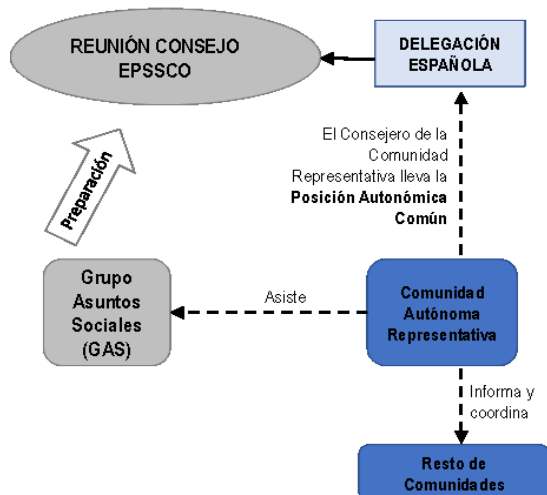 REUNIÓN CONSEJO
EPSSCO
DELEGACIÓN
ESPAÑOLA
El Consejero de la
Comunidad
Representativa lleva la
Posición Autonómica
Común
Preparación
Grupo
Asuntos
Sociales
(GAS)
Asiste
Comunidad
Autónoma
Representativa
Informa y
coordina
Resto de
Comunidades